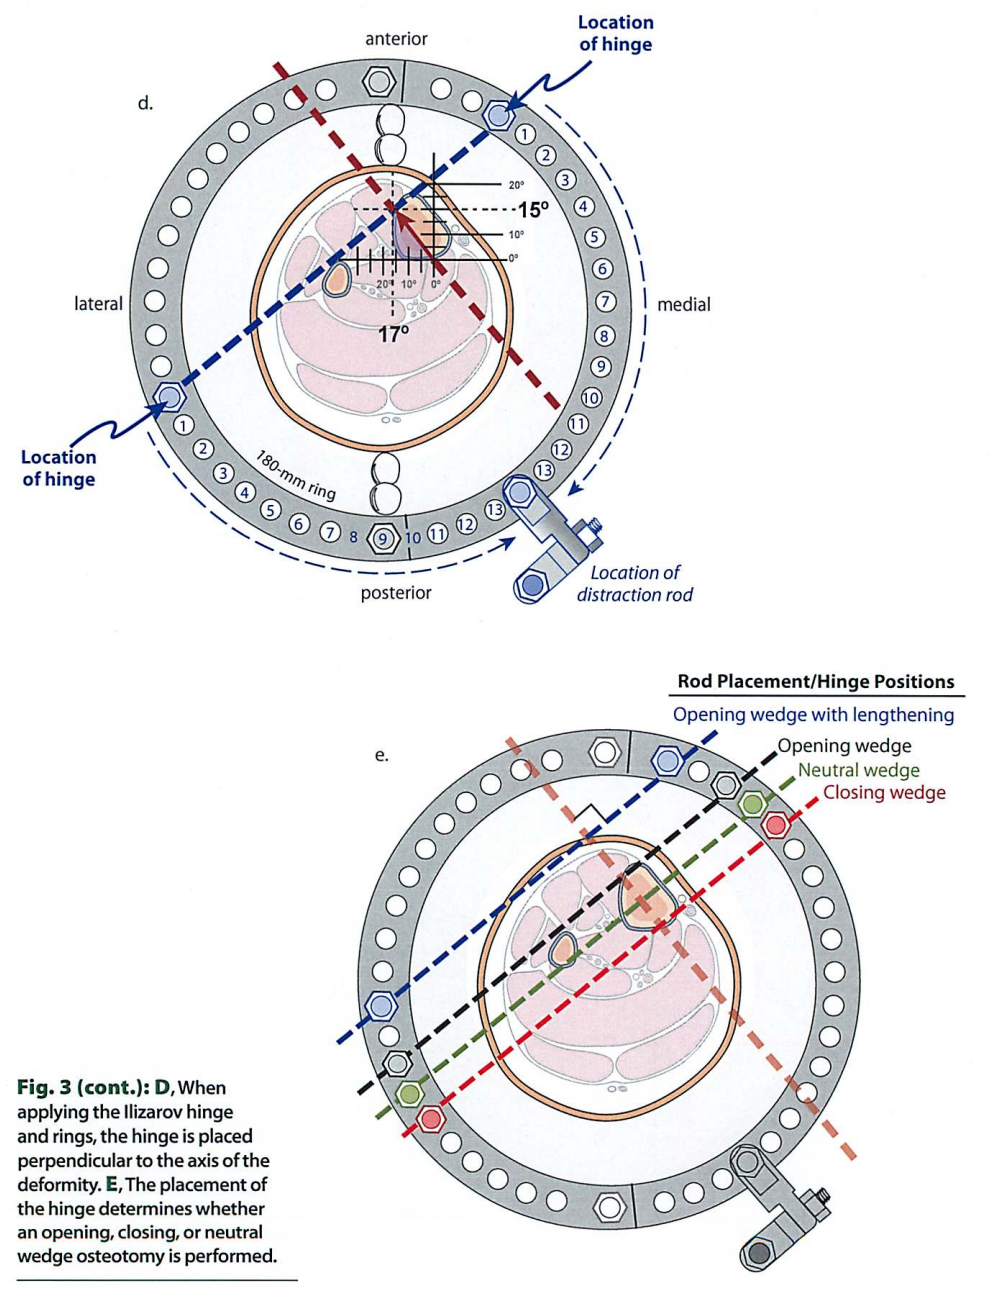 Location
of hinge
anterior
d.
1
2
3
4
5
6
7
8
9
10
11
12
13
20°
15°
10°
0°
20° 10° 0°
17°
lateral
medial
Location
of hinge
180-mm ring
1
2
3
4
5
6
7
8
9
10
11
12
13
Location of
distraction rod
posterior
Rod Placement/Hinge Positions
Opening wedge with lengthening
e.
Opening wedge
Neutral wedge
Closing wedge
Fig. 3 (cont.): D, When
applying the Ilizarov hinge
and rings, the hinge is placed
perpendicular to the axis of the
deformity. E, The placement of
the hinge determines whether
an opening, closing, or neutral
wedge osteotomy is performed.